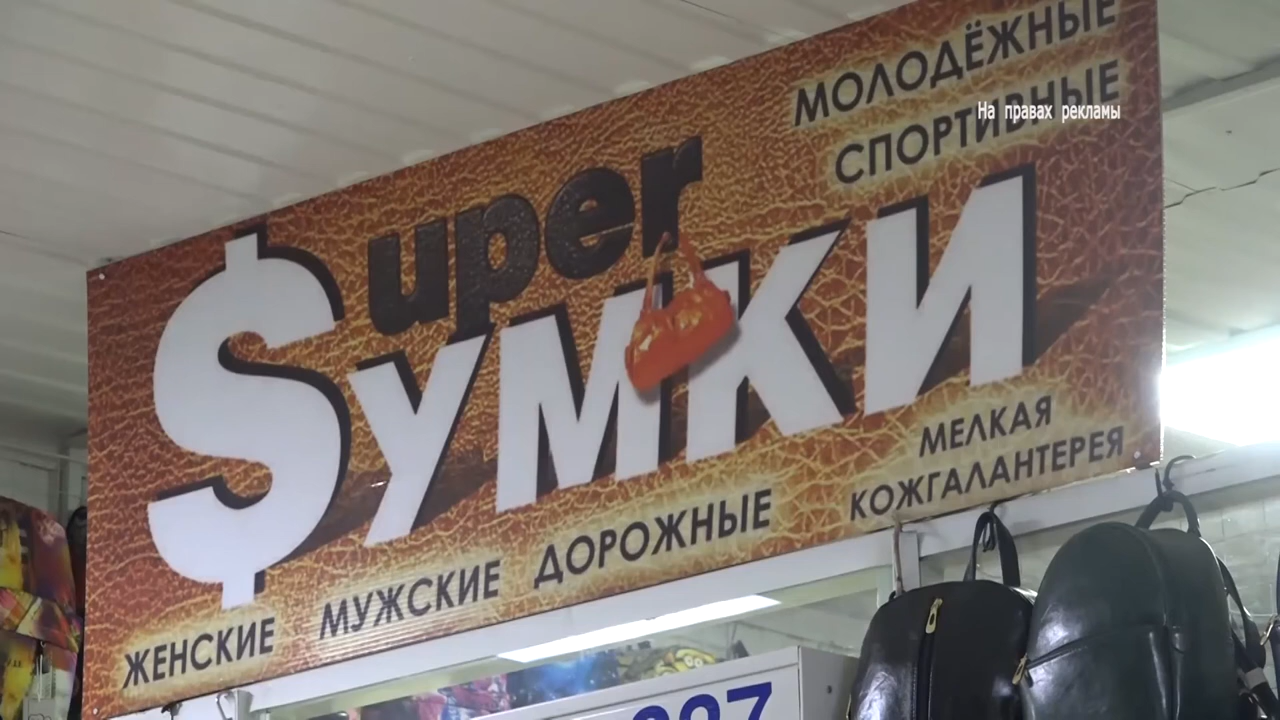 МОЛОДЁЖНЫЕ
СПОРТИВНЫЕ
На правах рекламы
$uper
$УМКИ
МЕЛКАЯ
КОЖГАЛАНТЕРЕЯ
ЖЕНСКИЕ МУЖСКИЕ ДОРОЖНЫЕ